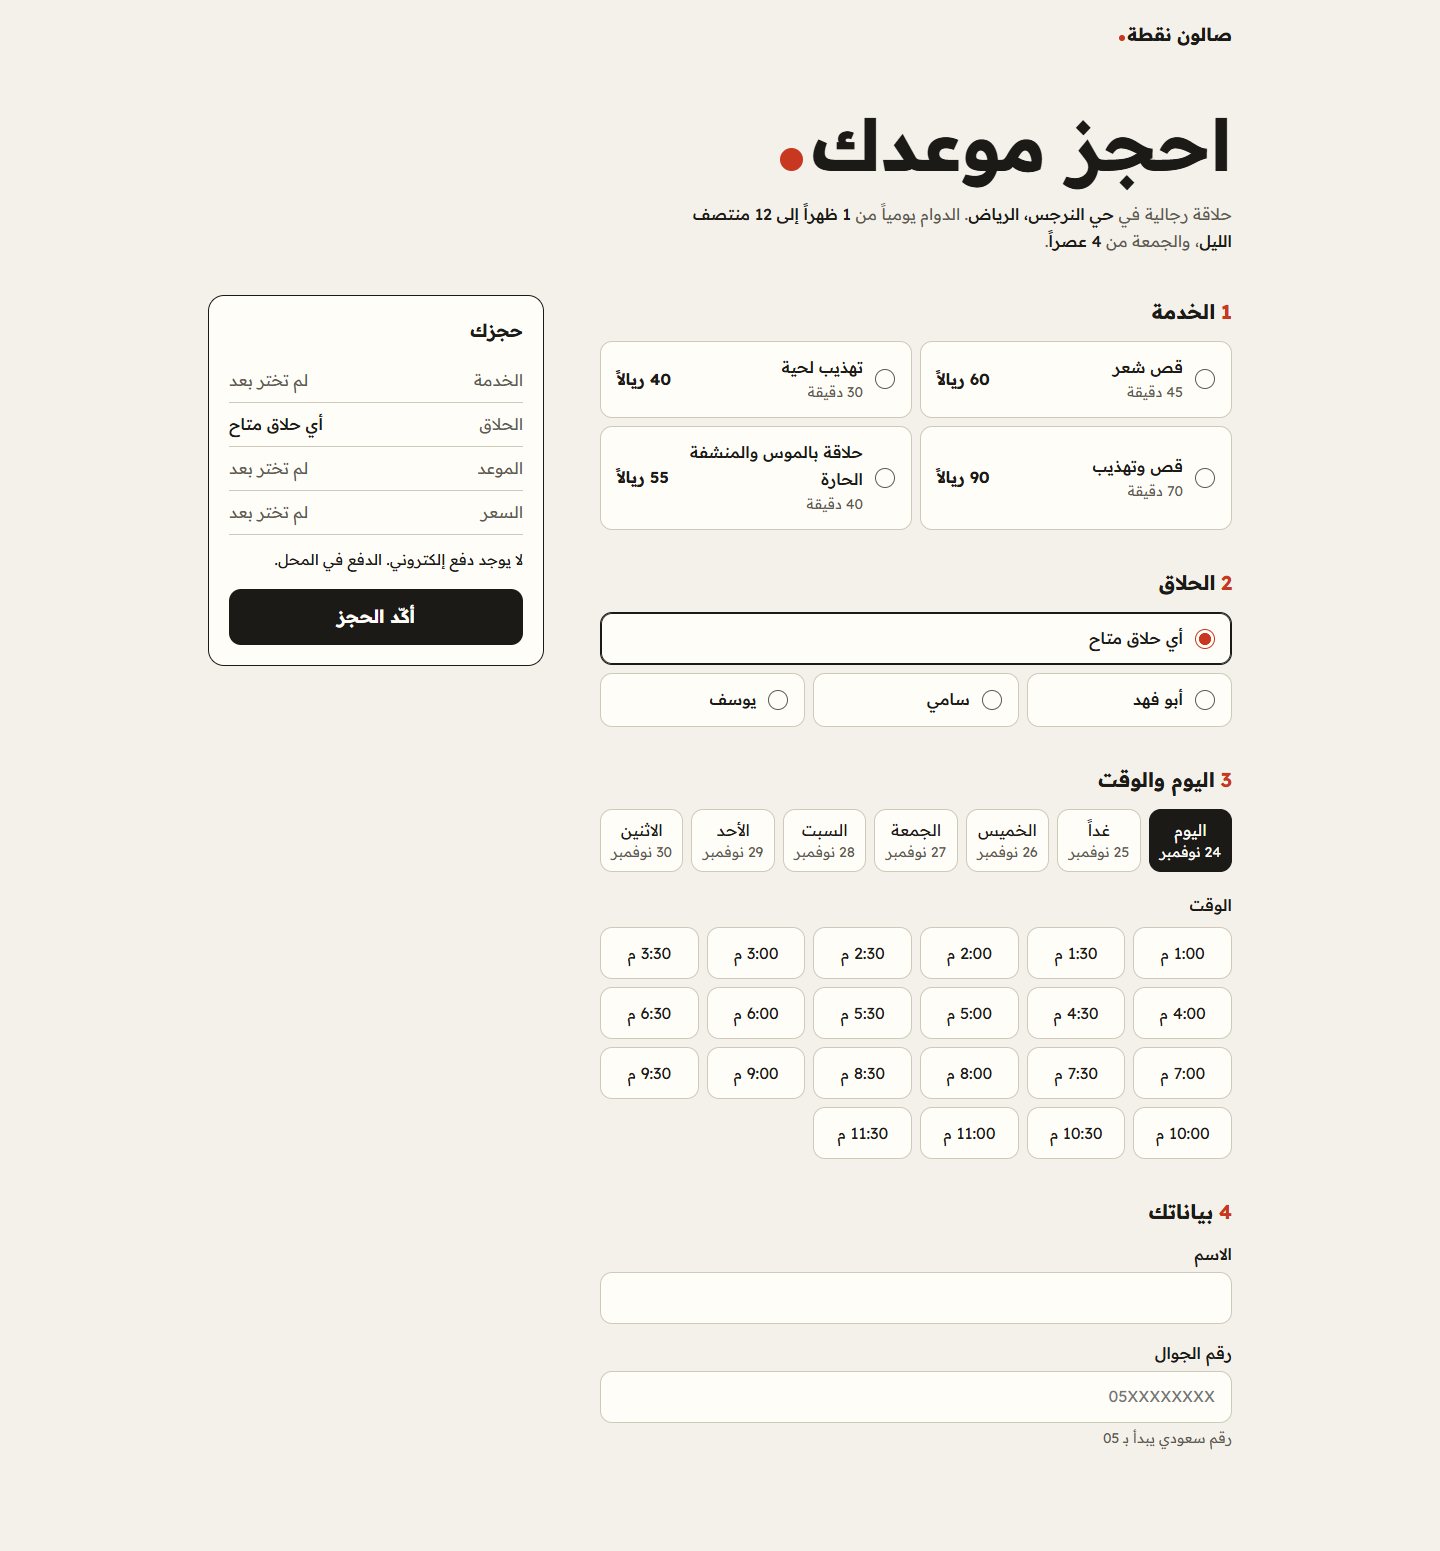 صالون نقطة.
احجز موعدك.
حلاقة رجالية في حي النرجس، الرياض. الدوام يومياً من 1 ظهراً إلى 12 منتصف
الليل، والجمعة من 4 عصراً.
1 الخدمة
قص شعر
45 دقيقة
60 ريالاً
تهذيب لحية
30 دقيقة
40 ريالاً
قص وتهذيب
70 دقيقة
90 ريالاً
حلاقة بالموس والمنشفة
الحارة
40 دقيقة
55 ريالاً
2 الحلاق
أي حلاق متاح
أبو فهد
سامي
يوسف
3 اليوم والوقت
اليوم
24 نوفمبر
غداً
25 نوفمبر
الخميس
26 نوفمبر
الجمعة
27 نوفمبر
السبت
28 نوفمبر
الأحد
29 نوفمبر
الاثنين
30 نوفمبر
الوقت
1:00 م
1:30 م
2:00 م
2:30 م
3:00 م
3:30 م
4:00 م
4:30 م
5:00 م
5:30 م
6:00 م
6:30 م
7:00 م
7:30 م
8:00 م
8:30 م
9:00 م
9:30 م
10:00 م
10:30 م
11:00 م
11:30 م
4 بياناتك
الاسم
رقم الجوال
05XXXXXXXX
رقم سعودي يبدأ بـ 05
حجزك
الخدمة لم تختر بعد
الحلاق أي حلاق متاح
الموعد لم تختر بعد
السعر لم تختر بعد
لا يوجد دفع إلكتروني. الدفع في المحل.
أكّد الحجز